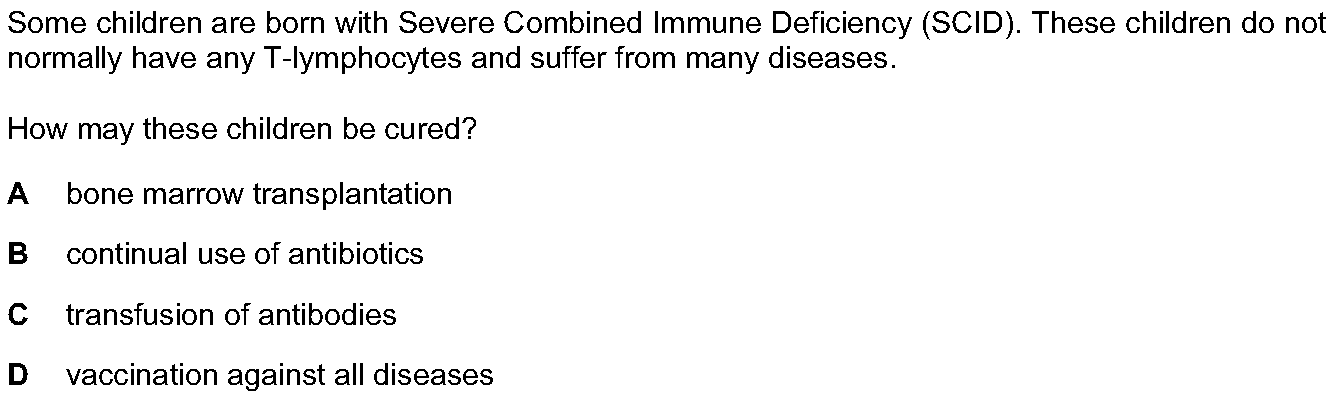 Some children are born with Severe Combined Immune Deficiency (SCID). These children do not
normally have any T-lymphocytes and suffer from many diseases.
How may these children be cured?
A bone marrow transplantation
B continual use of antibiotics
C transfusion of antibodies
D vaccination against all diseases